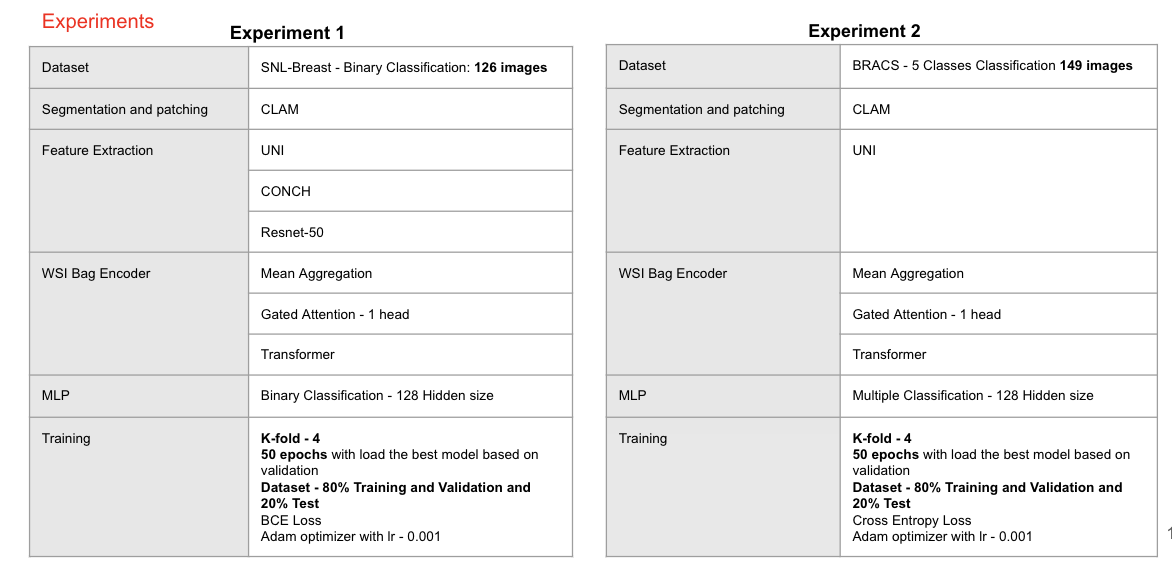 Experiments
Experiment 1
Dataset
SNL-Breast - Binary Classification: 126 images
Segmentation and patching
CLAM
Feature Extraction
UNI
CONCH
Resnet-50
WSI Bag Encoder
Mean Aggregation
Gated Attention - 1 head
Transformer
MLP
Binary Classification - 128 Hidden size
Training
K-fold - 4
50 epochs with load the best model based on
validation
Dataset - 80% Training and Validation and
20% Test
BCE Loss
Adam optimizer with lr - 0.001
Experiment 2
Dataset
BRACS - 5 Classes Classification 149 images
Segmentation and patching
CLAM
Feature Extraction
UNI
WSI Bag Encoder
Mean Aggregation
Gated Attention - 1 head
Transformer
MLP
Multiple Classification - 128 Hidden size
Training
K-fold - 4
50 epochs with load the best model based on
validation
Dataset - 80% Training and Validation and
20% Test
Cross Entropy Loss
Adam optimizer with lr - 0.001